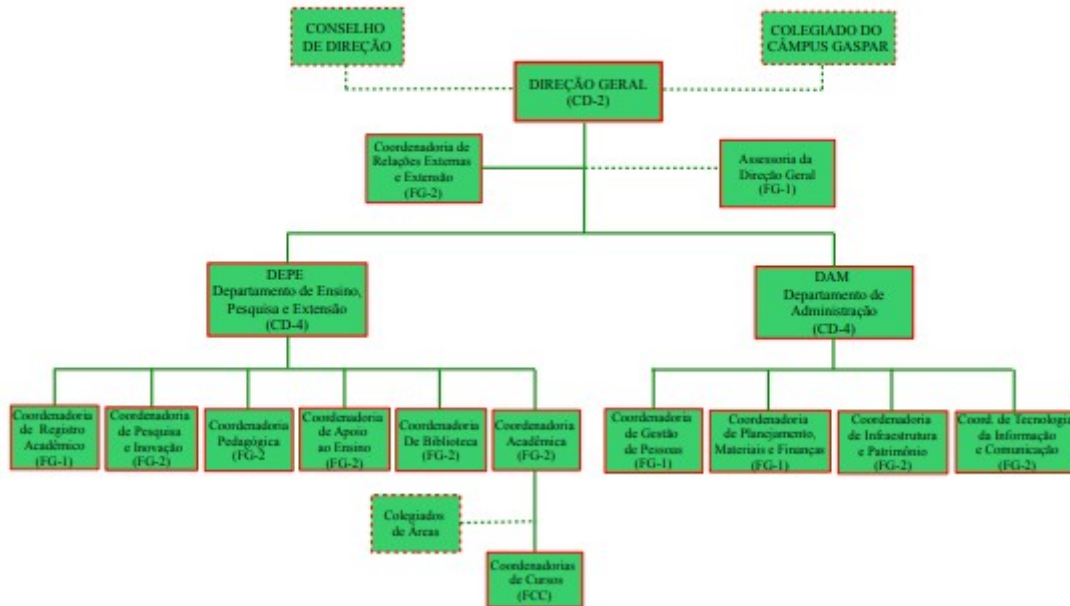 CONSELHO
DE DIREÇÃO
COLEGIADO DO
CÂMPUS GASPAR
DIREÇÃO GERAL
(CD-2)
Coordenadoria de
Relações Externas
e Extensão
(FG-2)
Assessoria da
Direção Geral
(FG-1)
DEPE
Departamento de Ensino,
Pesquisa e Extensão
(CD-4)
DAM
Departamento de
Administração
(CD-4)
Coordenadoria
de Registro
Acadêmico
(FG-1)
Coordenadoria
de Pesquisa
e Inovação
(FG-2)
Coordenadoria
Pedagógica
(FG-2
Coordenadoria
de Apoio
ao Ensino
(FG-2)
Coordenadoria
De Biblioteca
(FG-2)
Coordenadoria
Acadêmica
(FG-2)
Coordenadoria
de Gestão
de Pessoas
(FG-1)
Coordenadoria
de Planejamento,
Materiais e Finanças
(FG-1)
Coordenadoria
de Infraestrutura
e Patrimônio
(FG-2)
Coord. de Tecnologia
da Informação
e Comunicação
(FG-2)
Colegiados
de Áreas
Coordenadorias
de Cursos
(FCC)